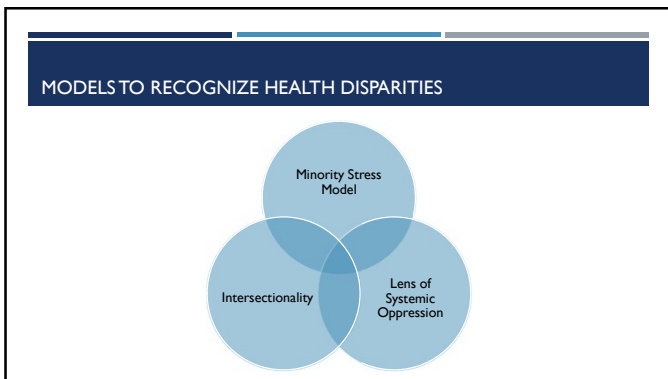 MODELS TO RECOGNIZE HEALTH DISPARITIES
Minority Stress
Model
Intersectionality
Lens of
Systemic
Oppression